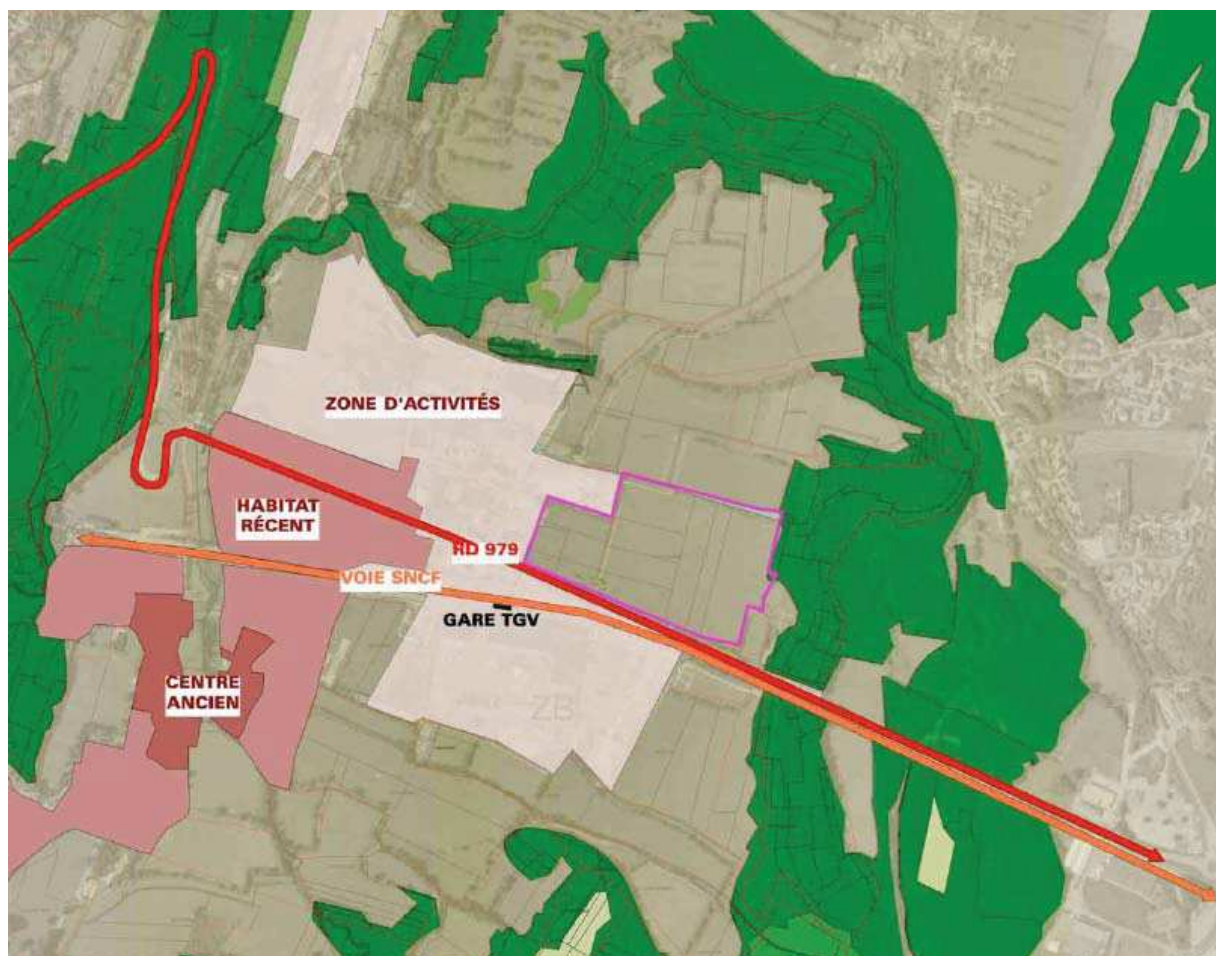 ZONE D'ACTIVITÉS
HABITAT
RÉCENT
RD 979
VOIE SNCF
GARE TGV
CENTRE
ANCIEN
ZB